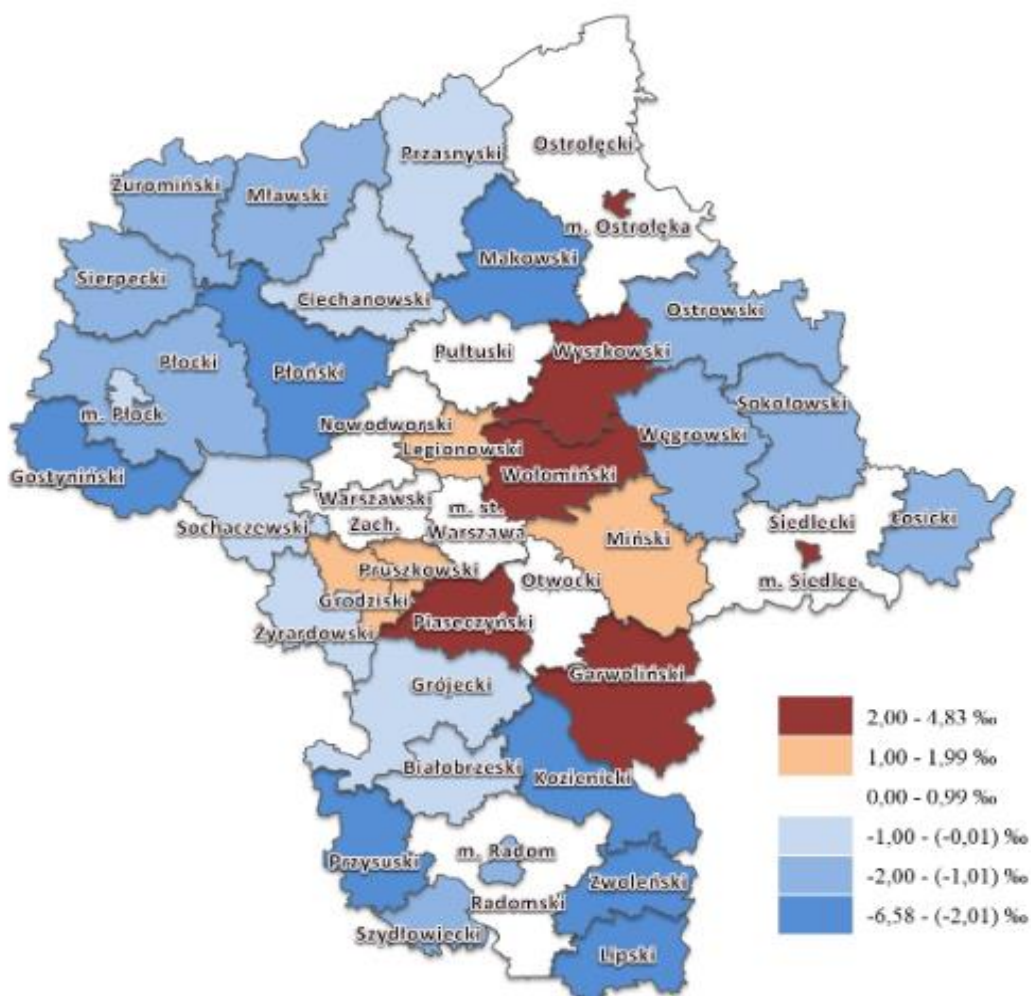 Ostrołęcki
Przasnyski
Żuromiński
Mławski
m. Ostrołęka
Makowski
Sierpecki
Ciechanowski
Ostrowski
Pułtuski
Wyszkowski
Płocki
Płoński
Sokołowski
m. Płock
Nowodworski
Węgrowski
Legionowski
Gostyniński
Wołomiński
Warszawski
Zach.
m. st.
Warszawa
Sochaczewski
Siedlecki
Łosicki
Miński
Pruszkowski
Otwocki
m. Siedlce
Grodziski
Piaseczyński
Żyrardowski
Garwoliński
Grójecki
Białobrzeski
Kozienicki
m. Radom
Przysuski
Zwoleński
Radomski
Szydłowiecki
Lipski
2,00 - 4,83 ‰
1,00 - 1,99 ‰
0,00 - 0,99 ‰
-1,00 - (-0,01) ‰
-2,00 - (-1,01) ‰
-6,58 - (-2,01) ‰